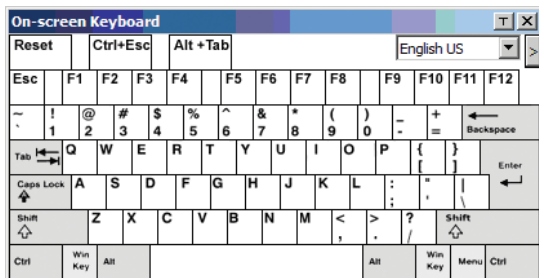 On-screen Keyboard T X
Reset Ctrl+Esc Alt +Tab English US >
Esc F1 F2 F3 F4 F5 F6 F7 F8 F9 F10 F11 F12
~ ! @ # $ % ^ & * ( ) _ +
` 1 2 3 4 5 6 7 8 9 0 - = Backspace
Tab Q W E R T Y U I O P { }
[ ] Enter
Caps Lock A S D F G H J K L : " |
; ' \
Shift Z X C V B N M < > ? Shift
, . /
Ctrl Win Key Alt Alt Win Key Menu Ctrl